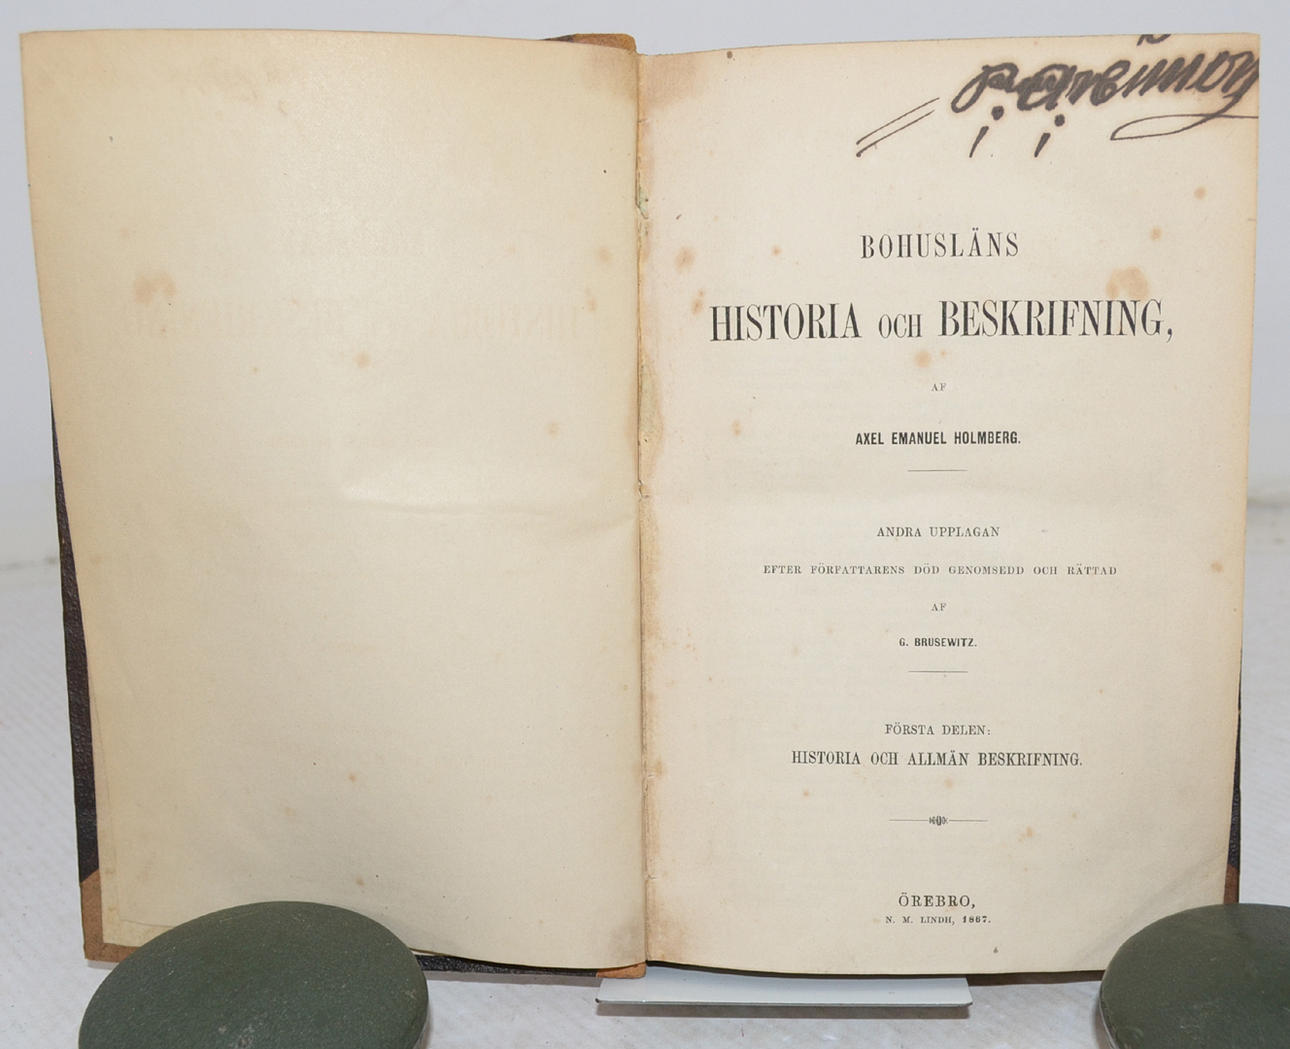 BOHUSLÄNS
HISTORIA OCH BESKRIFNING,
AF
AXEL EMANUEL HOLMBERG.
ANDRA UPPLAGAN
EFTER FÖRFATTARENS DÖD GENOMSEDD OCH RÄTTAD
AF
G. BRUSEWITZ.
FÖRSTA DELEN:
HISTORIA OCH ALLMÄN BESKRIFNING.
ÖREBRO,
N. M. LINDH, 1867.